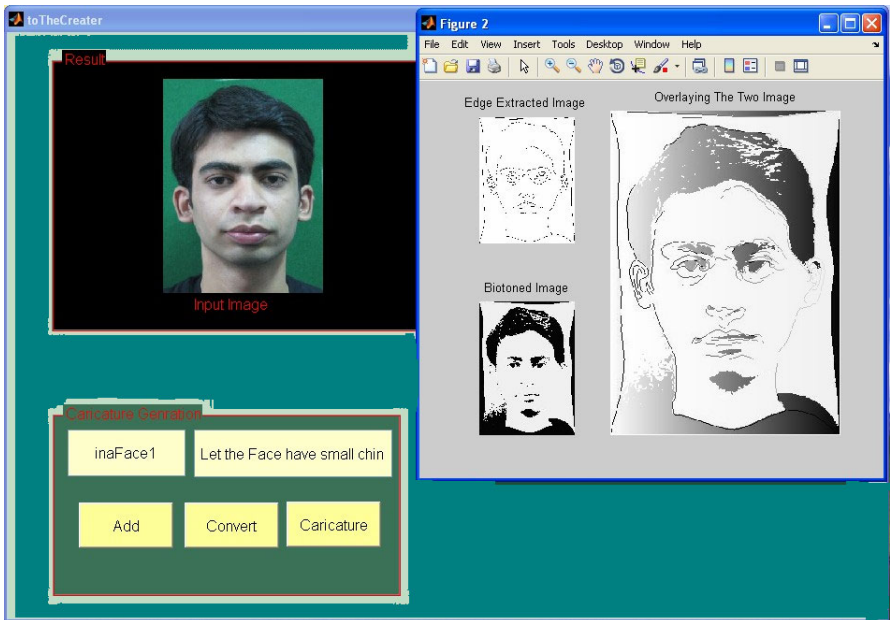 toTheCreater
Result
Input Image
Caricature Genration
inaFace1
Let the Face have small chin
Add
Convert
Caricature
Figure 2
File Edit View Insert Tools Desktop Window Help
Edge Extracted Image
Overlaying The Two Image
Biotoned Image